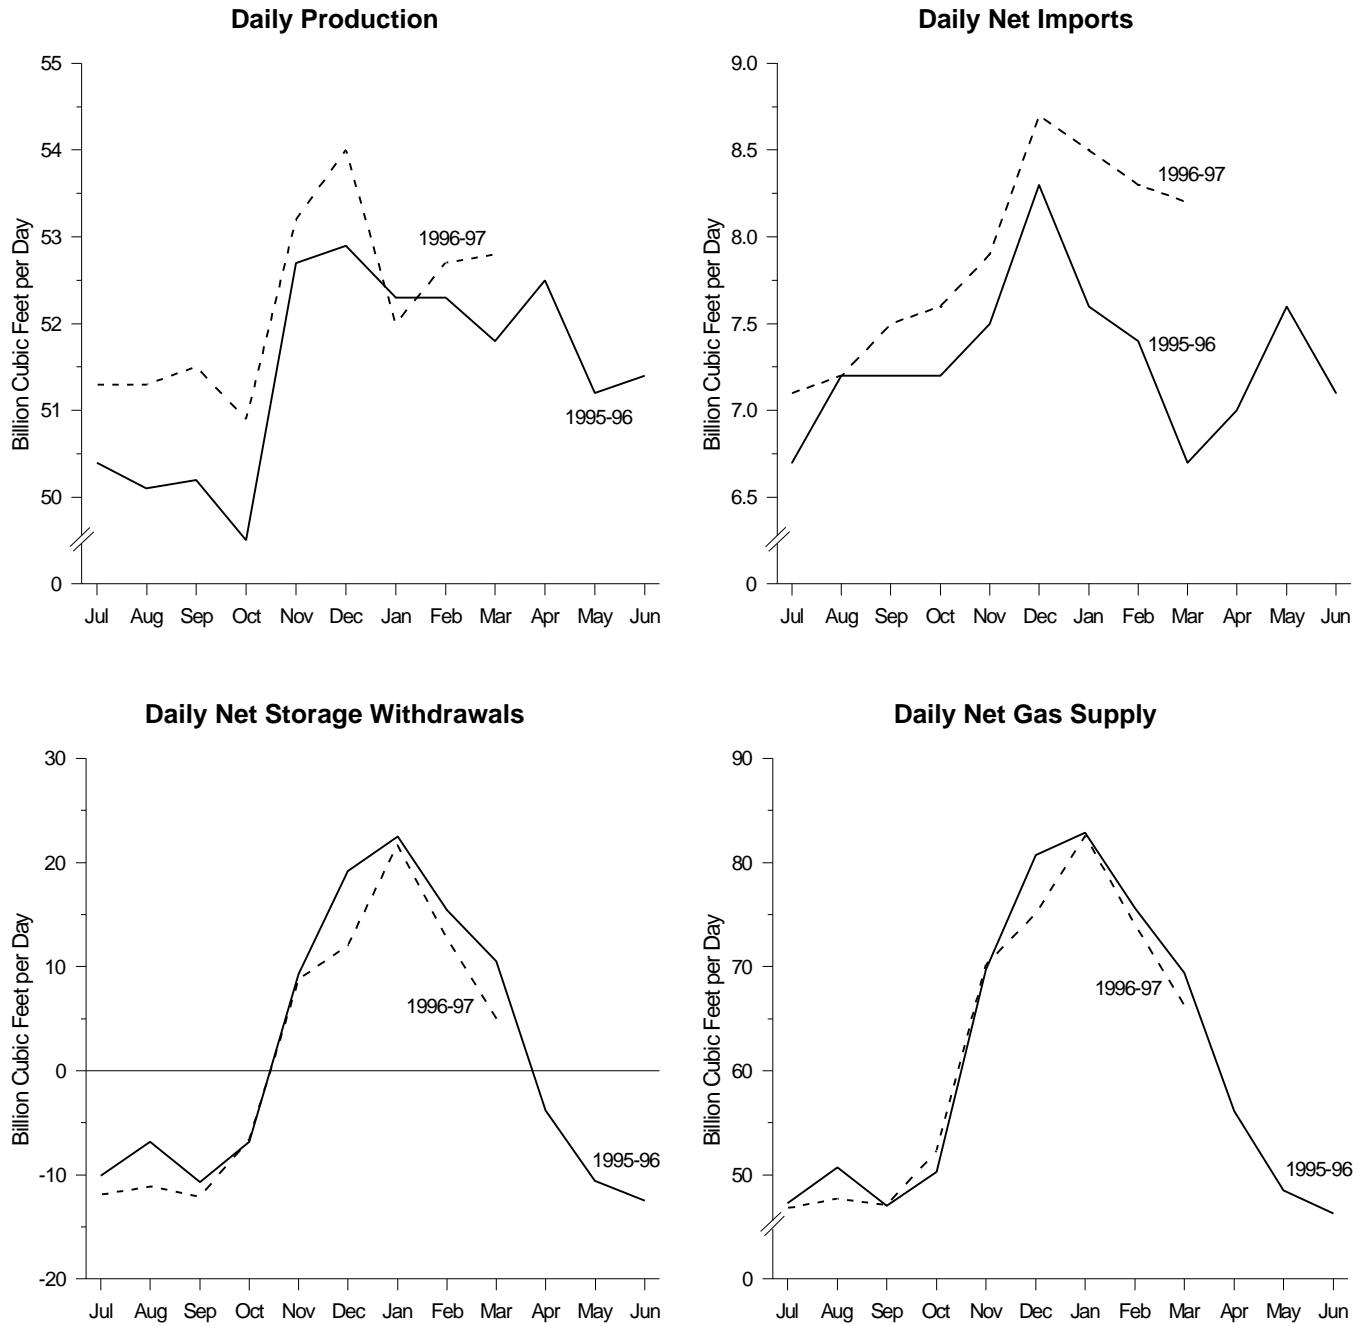 Daily Production
Daily Net Imports
Billion Cubic Feet per Day
55
54
53
52
51
50
0
1996-97
1995-96
Jul Aug Sep Oct Nov Dec Jan Feb Mar Apr May Jun
Billion Cubic Feet per Day
9.0
8.5
8.0
7.5
7.0
6.5
0
1996-97
1995-96
Jul Aug Sep Oct Nov Dec Jan Feb Mar Apr May Jun
Daily Net Storage Withdrawals
Daily Net Gas Supply
Billion Cubic Feet per Day
30
20
10
0
-10
-20
1996-97
1995-96
Jul Aug Sep Oct Nov Dec Jan Feb Mar Apr May Jun
Billion Cubic Feet per Day
90
80
70
60
50
0
1996-97
1995-96
Jul Aug Sep Oct Nov Dec Jan Feb Mar Apr May Jun